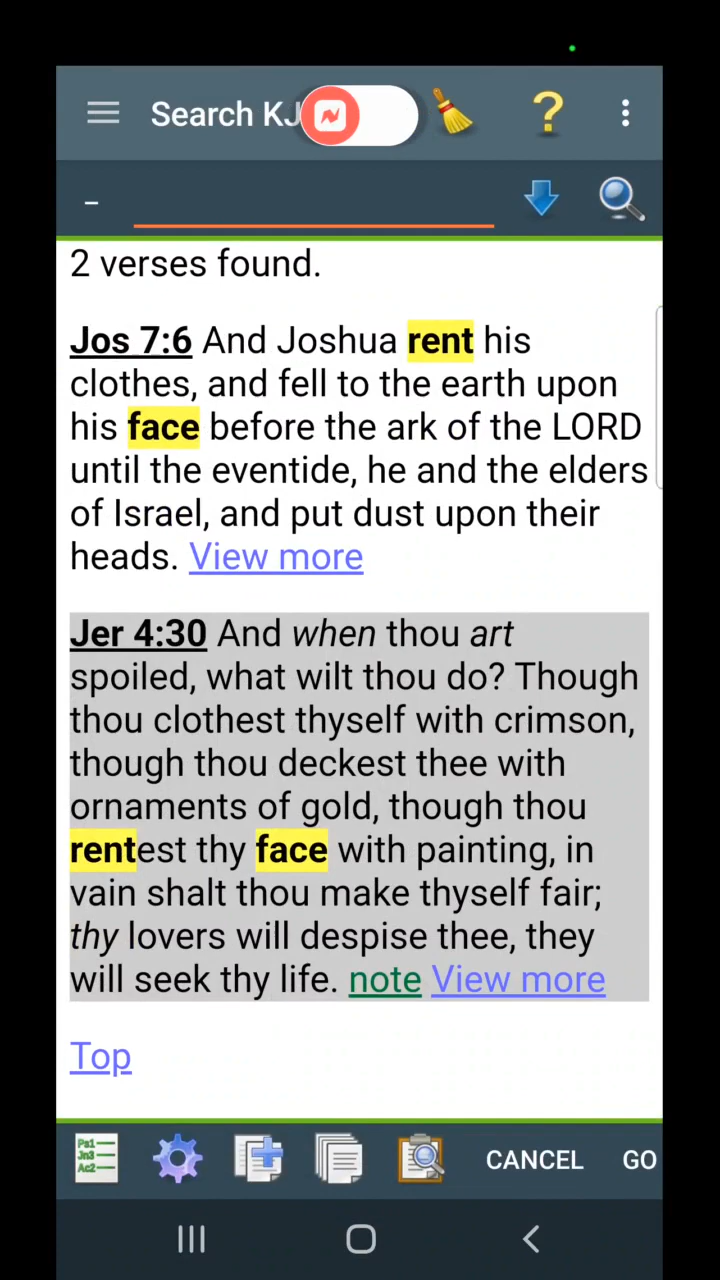 Search KJ
2 verses found.
Jos 7:6 And Joshua rent his
clothes, and fell to the earth upon
his face before the ark of the LORD
until the eventide, he and the elders
of Israel, and put dust upon their
heads. View more
Jer 4:30 And when thou art
spoiled, what wilt thou do? Though
thou clothest thyself with crimson,
though thou deckest thee with
ornaments of gold, though thou
rentest thy face with painting, in
vain shalt thou make thyself fair;
thy lovers will despise thee, they
will seek thy life. note View more
Top
Ps1
Jn3
Ac2
CANCEL GO